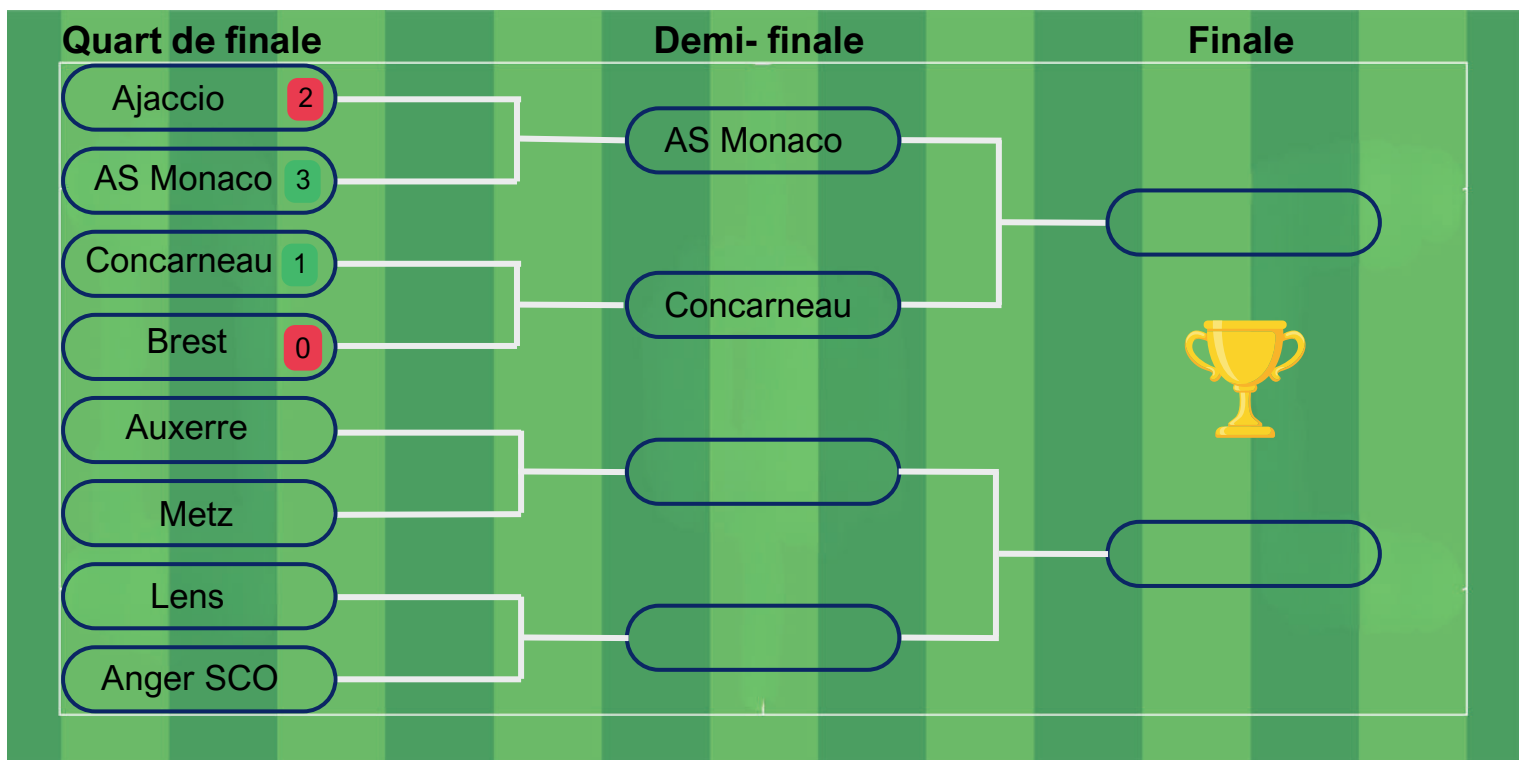 Quart de finale
Demi- finale
Finale
Ajaccio 2
AS Monaco 3
Concarneau 1
Brest 0
Auxerre
Metz
Lens
Anger SCO
AS Monaco
Concarneau